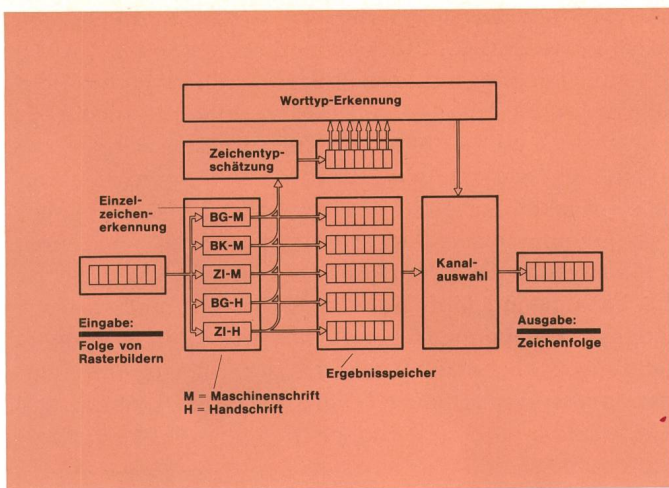 Worttyp-Erkennung
Zeichentyp-
schätzung
Einzel-
zeichen-
erkennung
BG-M
BK-M
ZI-M
BG-H
ZI-H
Kanal-
auswahl
Eingabe:
Folge von
Rasterbildern
Ausgabe:
Zeichenfolge
Ergebnisspeicher
M = Maschinenschrift
H = Handschrift